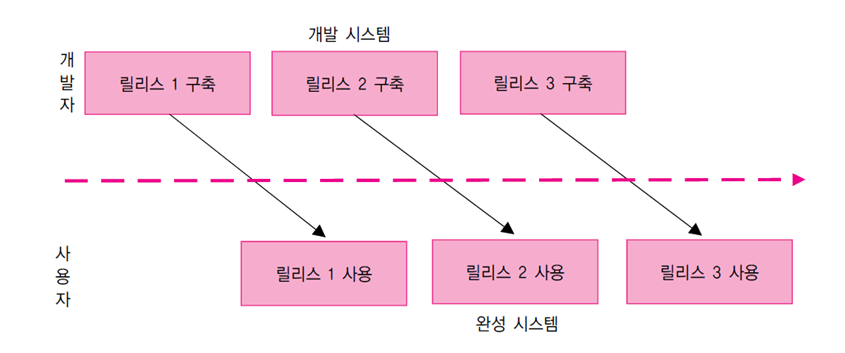 개발 시스템
개발자
릴리스 1 구축
릴리스 2 구축
릴리스 3 구축
사용자
릴리스 1 사용
릴리스 2 사용
릴리스 3 사용
완성 시스템